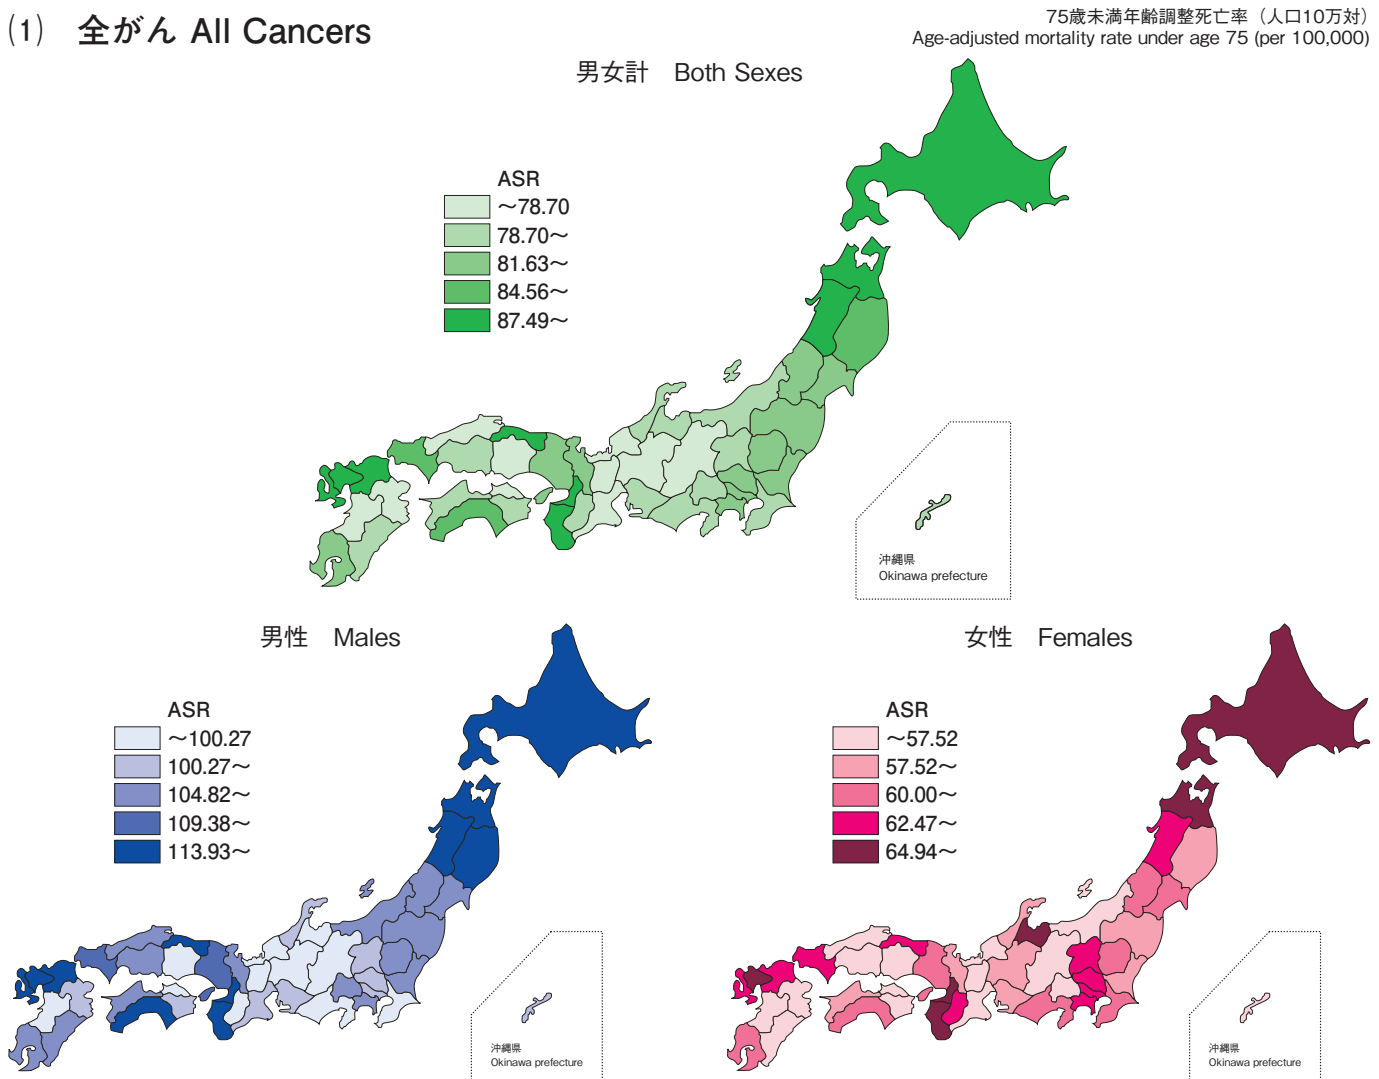 (1) 全がん All Cancers
75歳未満年齢調整死亡率（人口10万対）
Age-adjusted mortality rate under age 75 (per 100,000)
男女計 Both Sexes
ASR
～78.70
78.70～
81.63～
84.56～
87.49～
沖縄県
Okinawa prefecture
男性 Males
ASR
～100.27
100.27～
104.82～
109.38～
113.93～
沖縄県
Okinawa prefecture
女性 Females
ASR
～57.52
57.52～
60.00～
62.47～
64.94～
沖縄県
Okinawa prefecture